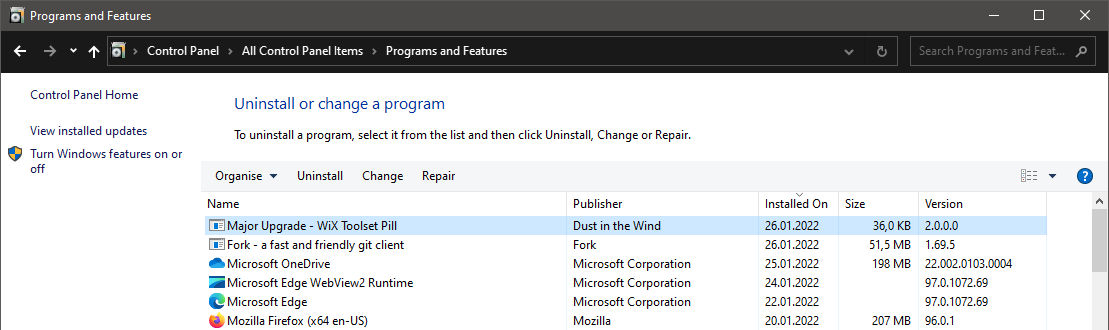 Programs and Features
Control Panel > All Control Panel Items > Programs and Features
Search Programs and Feat...
Control Panel Home
View installed updates
Turn Windows features on or
off
Uninstall or change a program
To uninstall a program, select it from the list and then click Uninstall, Change or Repair.
Organise Uninstall Change Repair
?
Name Publisher Installed On Size Version
Major Upgrade - WiX Toolset Pill Dust in the Wind 26.01.2022 36,0 KB 2.0.0.0
Fork - a fast and friendly git client Fork 26.01.2022 51,5 MB 1.69.5
Microsoft OneDrive Microsoft Corporation 25.01.2022 198 MB 22.002.0103.0004
Microsoft Edge WebView2 Runtime Microsoft Corporation 24.01.2022 97.0.1072.69
Microsoft Edge Microsoft Corporation 22.01.2022 97.0.1072.69
Mozilla Firefox (x64 en-US) Mozilla 20.01.2022 207 MB 96.0.1